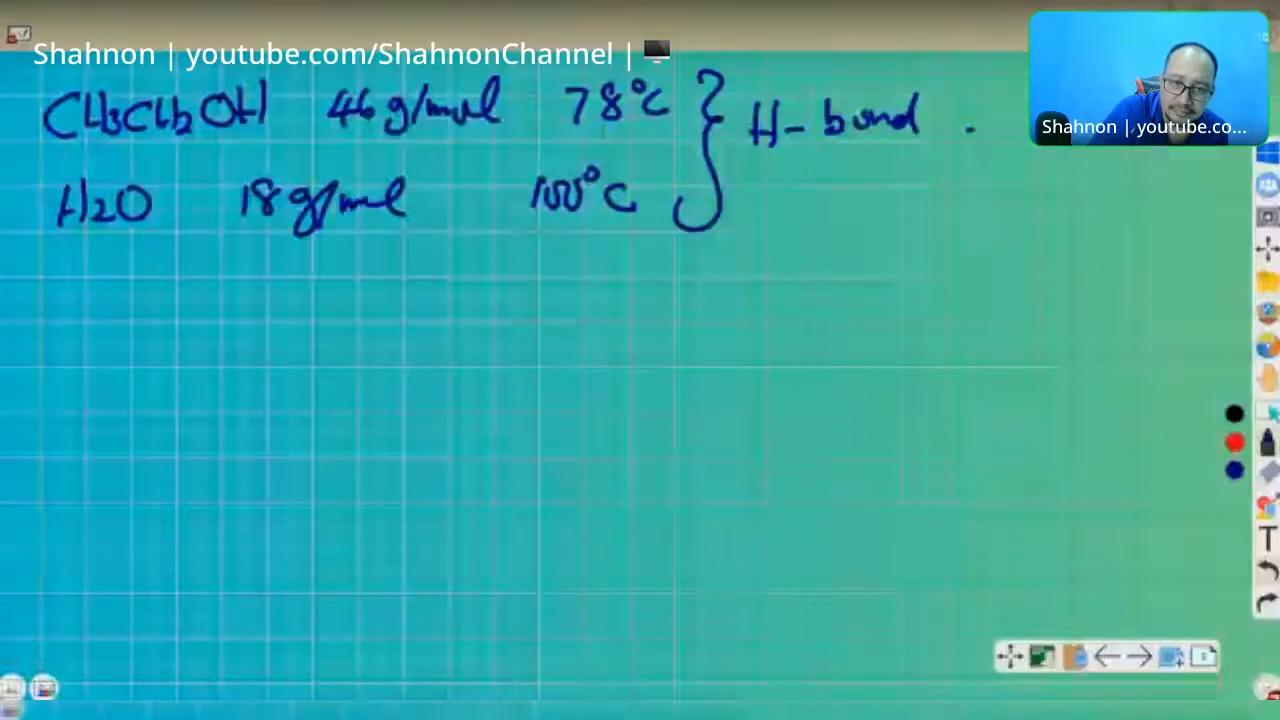 Shahnon | youtube.com/ShahnonChannel | 🖥️
CH3CH2OH 46 g/mol 78°C } H-bond .
H2O 18 g/mol 100°C
Shahnon | youtube.co...
T